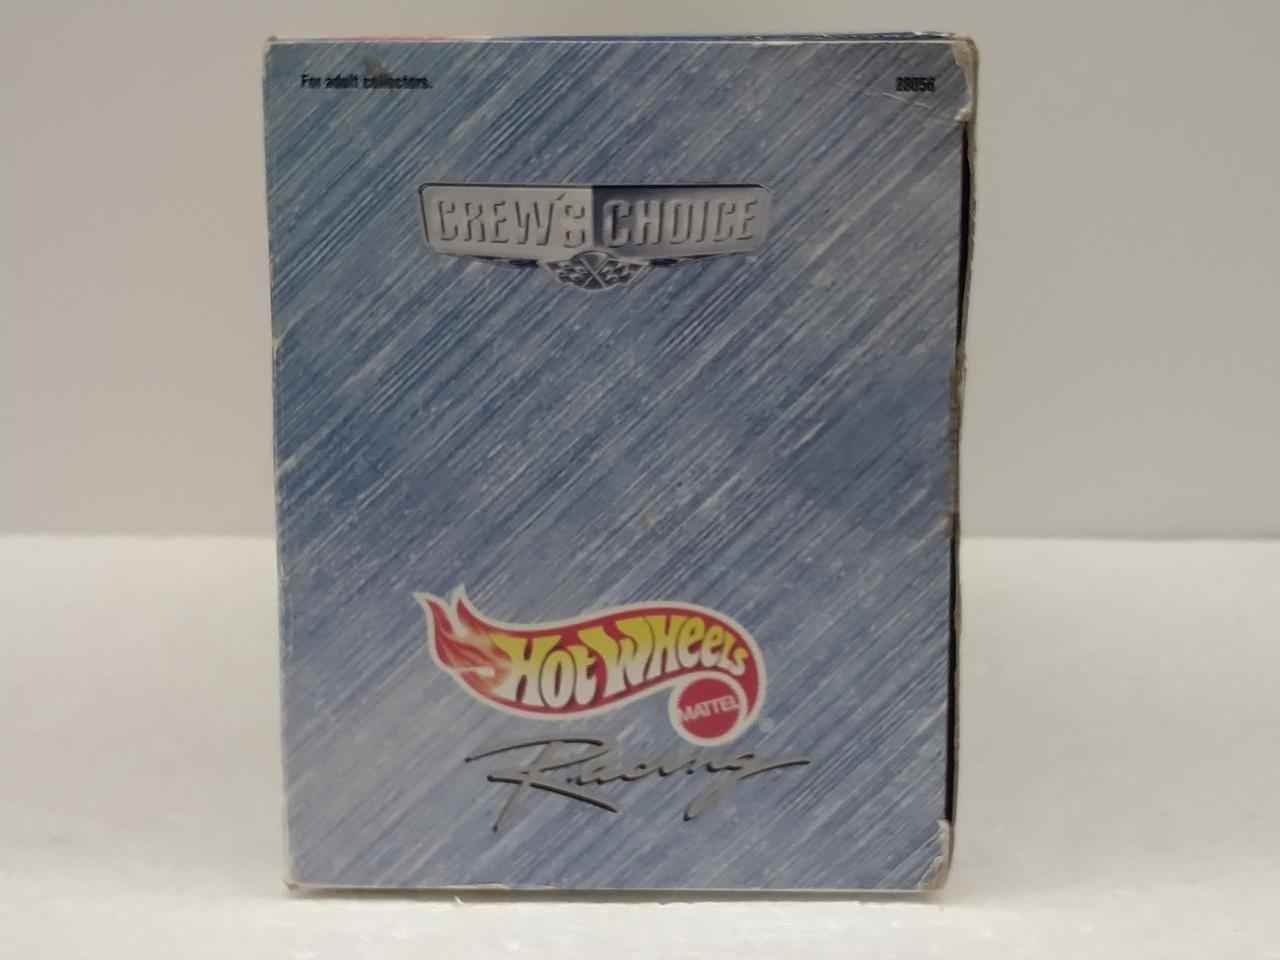 For adult collectors. 28056
CREW'S CHOICE
HOT WHEELS
MATTEL
®
Racing